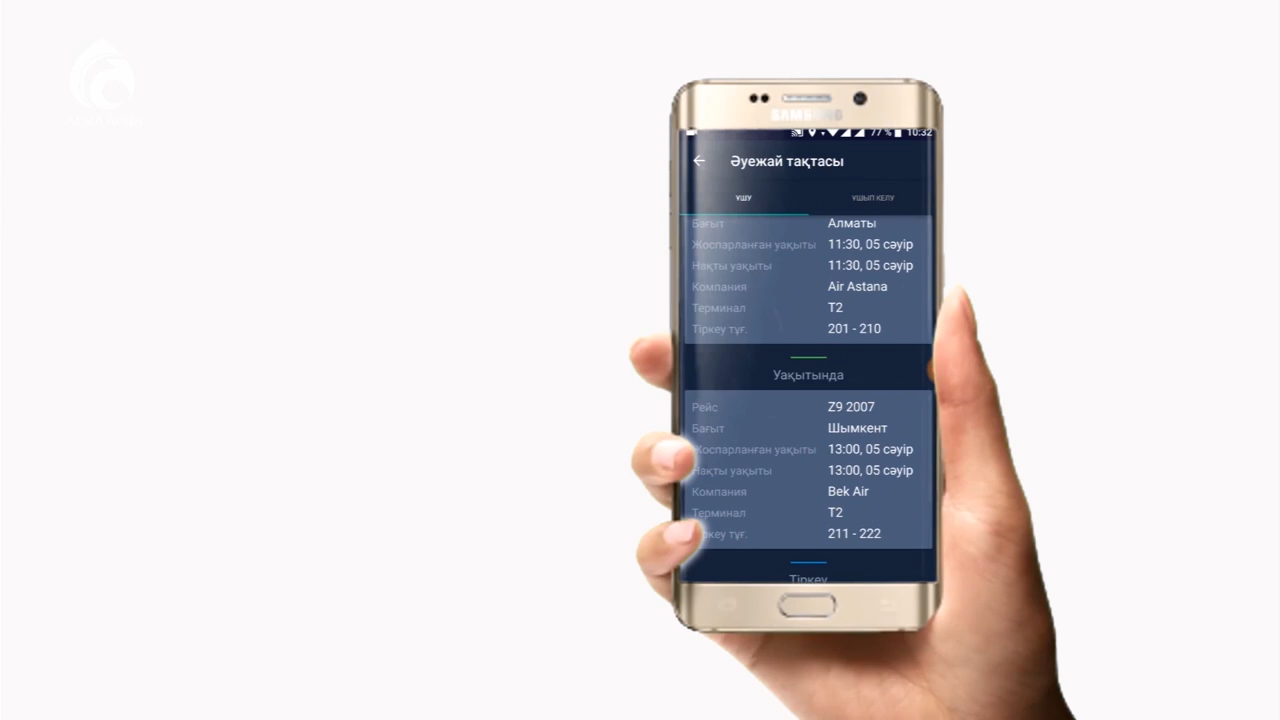 SAMSUNG
77 % 10:32
Әуежай тақтасы
ҰШУ ҰШЫП КЕЛУ
Бағыт Алматы
Жоспарланған уақыты 11:30, 05 сәуір
Нақты уақыты 11:30, 05 сәуір
Компания Air Astana
Терминал T2
Тіркеу тұғ. 201 - 210
Уақытында
Рейс Z9 2007
Бағыт Шымкент
Жоспарланған уақыты 13:00, 05 сәуір
Нақты уақыты 13:00, 05 сәуір
Компания Bek Air
Терминал T2
Тіркеу тұғ. 211 - 222
Тіркеу